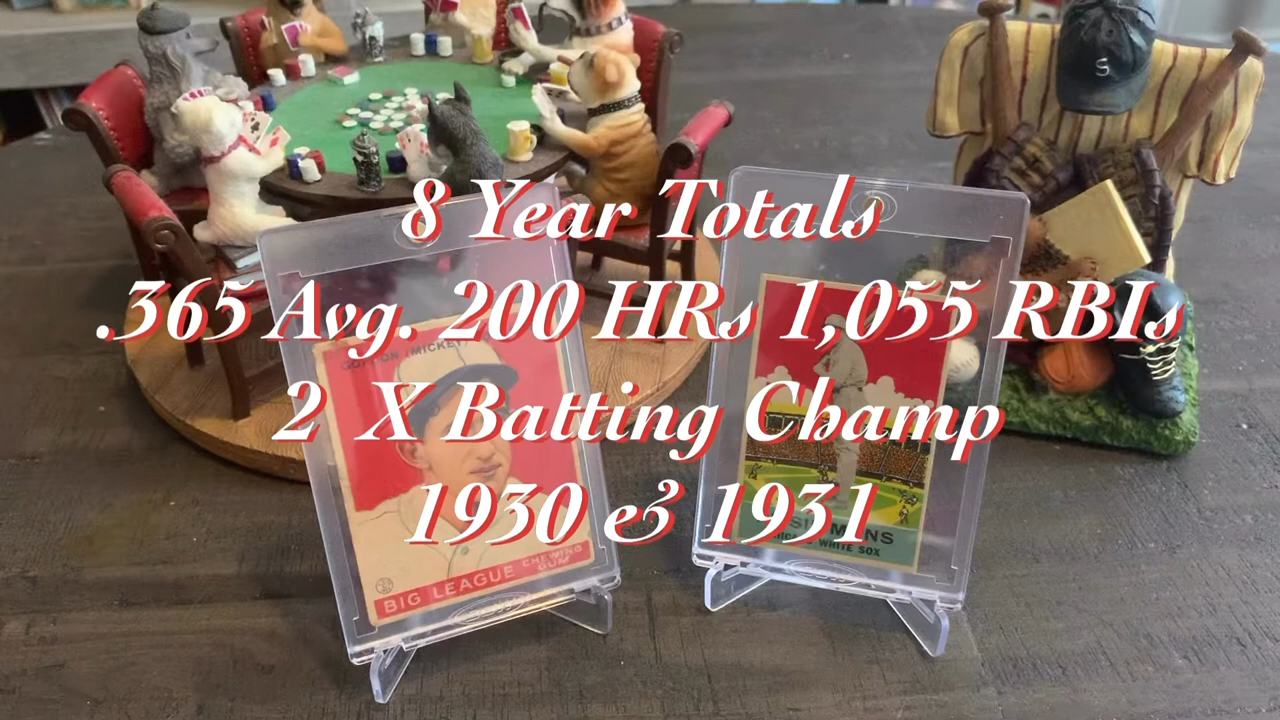 8 Year Totals
.365 Avg. 200 HRs 1,055 RBIs
2 X Batting Champ
1930 & 1931
S
(MICKEY)
BIG LEAGUE CHEWING GUM
WHITE SOX